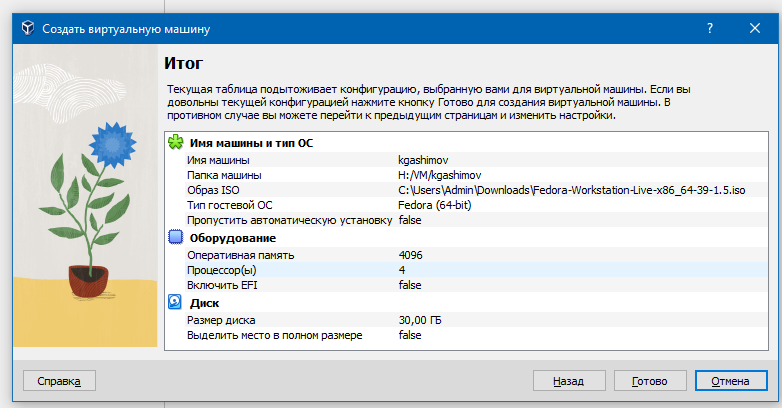 Создать виртуальную машину
?
Итог
Текущая таблица подытоживает конфигурацию, выбранную вами для виртуальной машины. Если вы
довольны текущей конфигурацией нажмите кнопку Готово для создания виртуальной машины. В
противном случае вы можете перейти к предыдущим страницам и изменить настройки.
Имя машины и тип ОС
Имя машины kgashimov
Папка машины H:/VM/kgashimov
Образ ISO C:\Users\Admin\Downloads\Fedora-Workstation-Live-x86_64-39-1.5.iso
Тип гостевой ОС Fedora (64-bit)
Пропустить автоматическую установку false
Оборудование
Оперативная память 4096
Процессор(ы) 4
Включить EFI false
Диск
Размер диска 30,00 ГБ
Выделить место в полном размере false
Справка Назад Готово Отмена